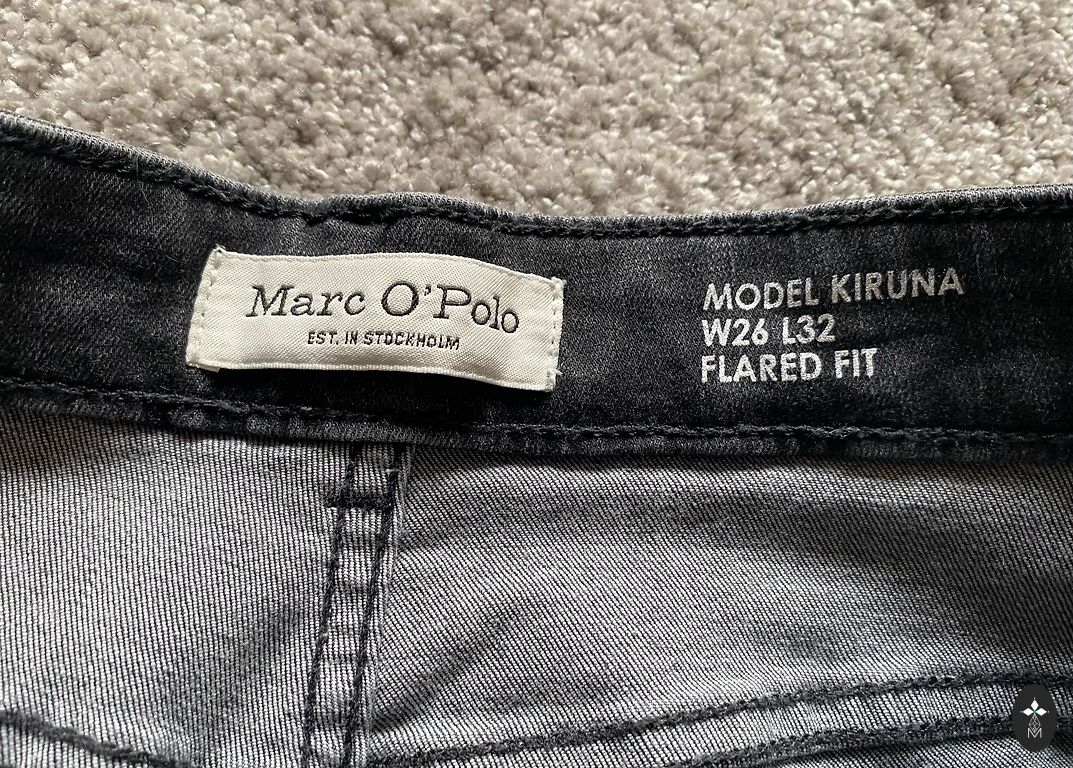 Marc O'Polo
EST. IN STOCKHOLM
MODEL KIRUNA
W26 L32
FLARED FIT
M